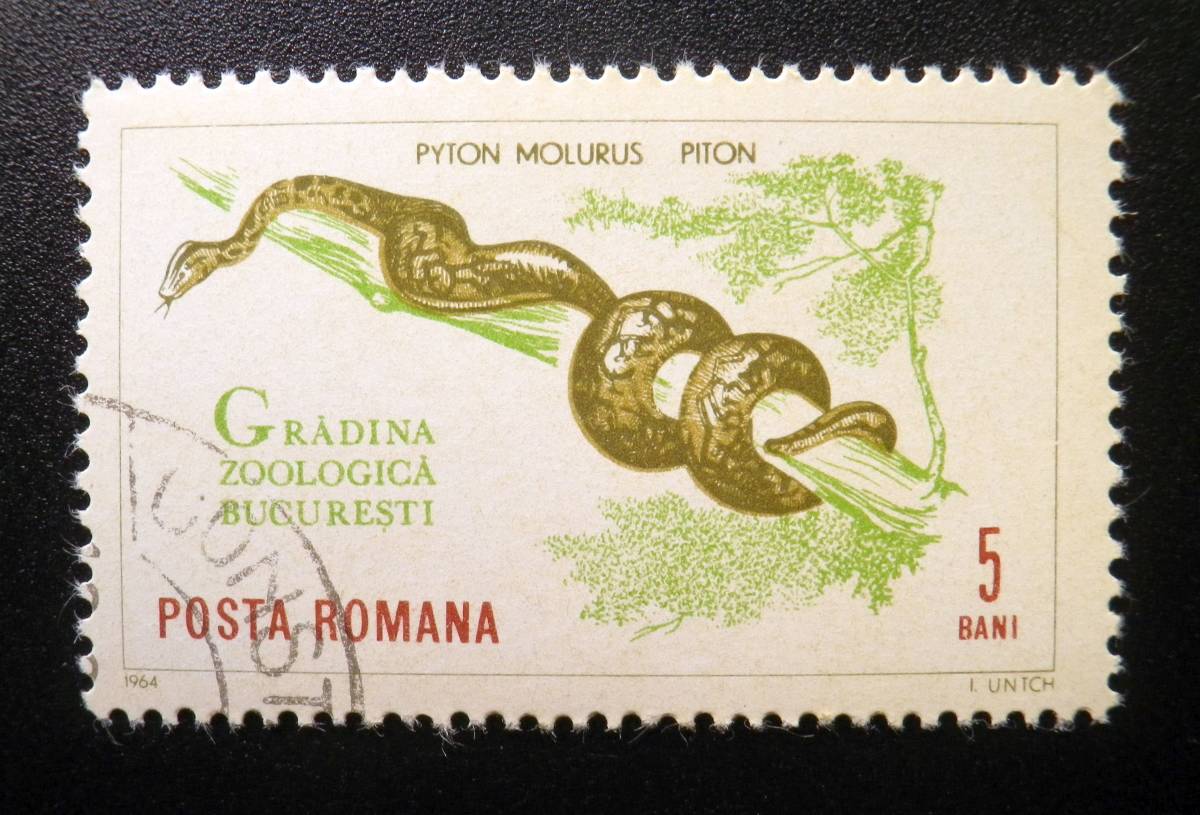 PYTON MOLURUS PITON
GRĂDINA
ZOOLOGICĂ
BUCUREȘTI
POSTA ROMANA
5
BANI
1964
I. UNTCH